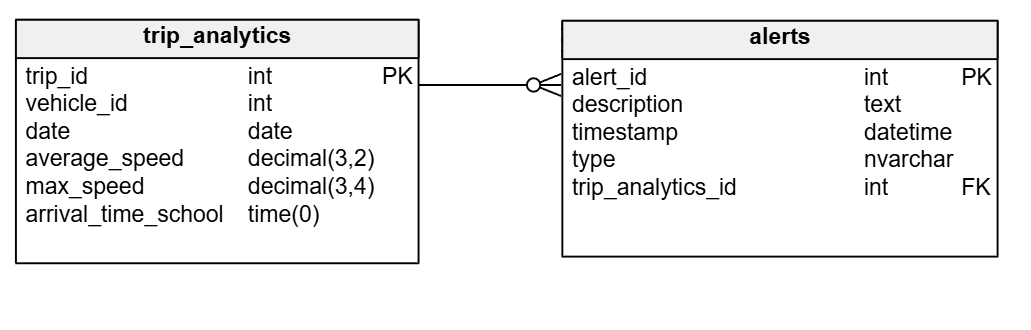 trip_analytics
trip_id int PK
vehicle_id int
date date
average_speed decimal(3,2)
max_speed decimal(3,4)
arrival_time_school time(0)
alerts
alert_id int PK
description text
timestamp datetime
type nvarchar
trip_analytics_id int FK